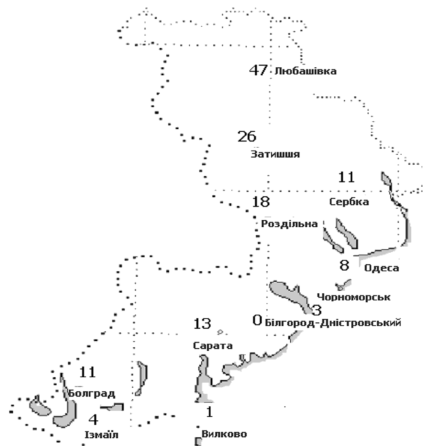 47 Любашівка
26
Затишшя
11
18
Сербка
Роздільна
8
Одеса
Чорноморськ
3
0 Білгород-Дністровський
13
Сарата
11
Болград
4
1
Ізмаїл
Вилково